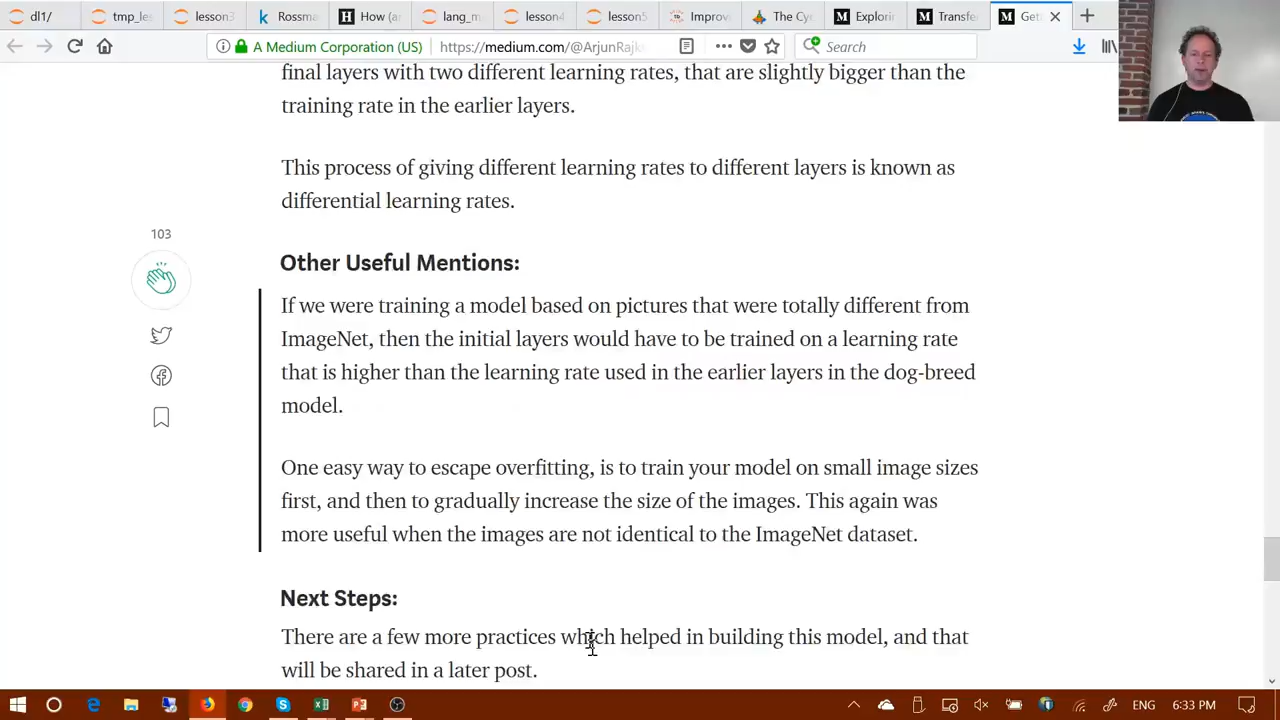 dl1/
tmp_les
lesson3
Rossma
How (an
lang_m
lesson4
lesson5
Improv
The Cy
Explorin
Transfe
Get
A Medium Corporation (US)
https://medium.com/@ArjunRajk
Search
final layers with two different learning rates, that are slightly bigger than the
training rate in the earlier layers.
This process of giving different learning rates to different layers is known as
differential learning rates.
103
Other Useful Mentions:
If we were training a model based on pictures that were totally different from
ImageNet, then the initial layers would have to be trained on a learning rate
that is higher than the learning rate used in the earlier layers in the dog-breed
model.
One easy way to escape overfitting, is to train your model on small image sizes
first, and then to gradually increase the size of the images. This again was
more useful when the images are not identical to the ImageNet dataset.
Next Steps:
There are a few more practices which helped in building this model, and that
will be shared in a later post.
ENG
6:33 PM